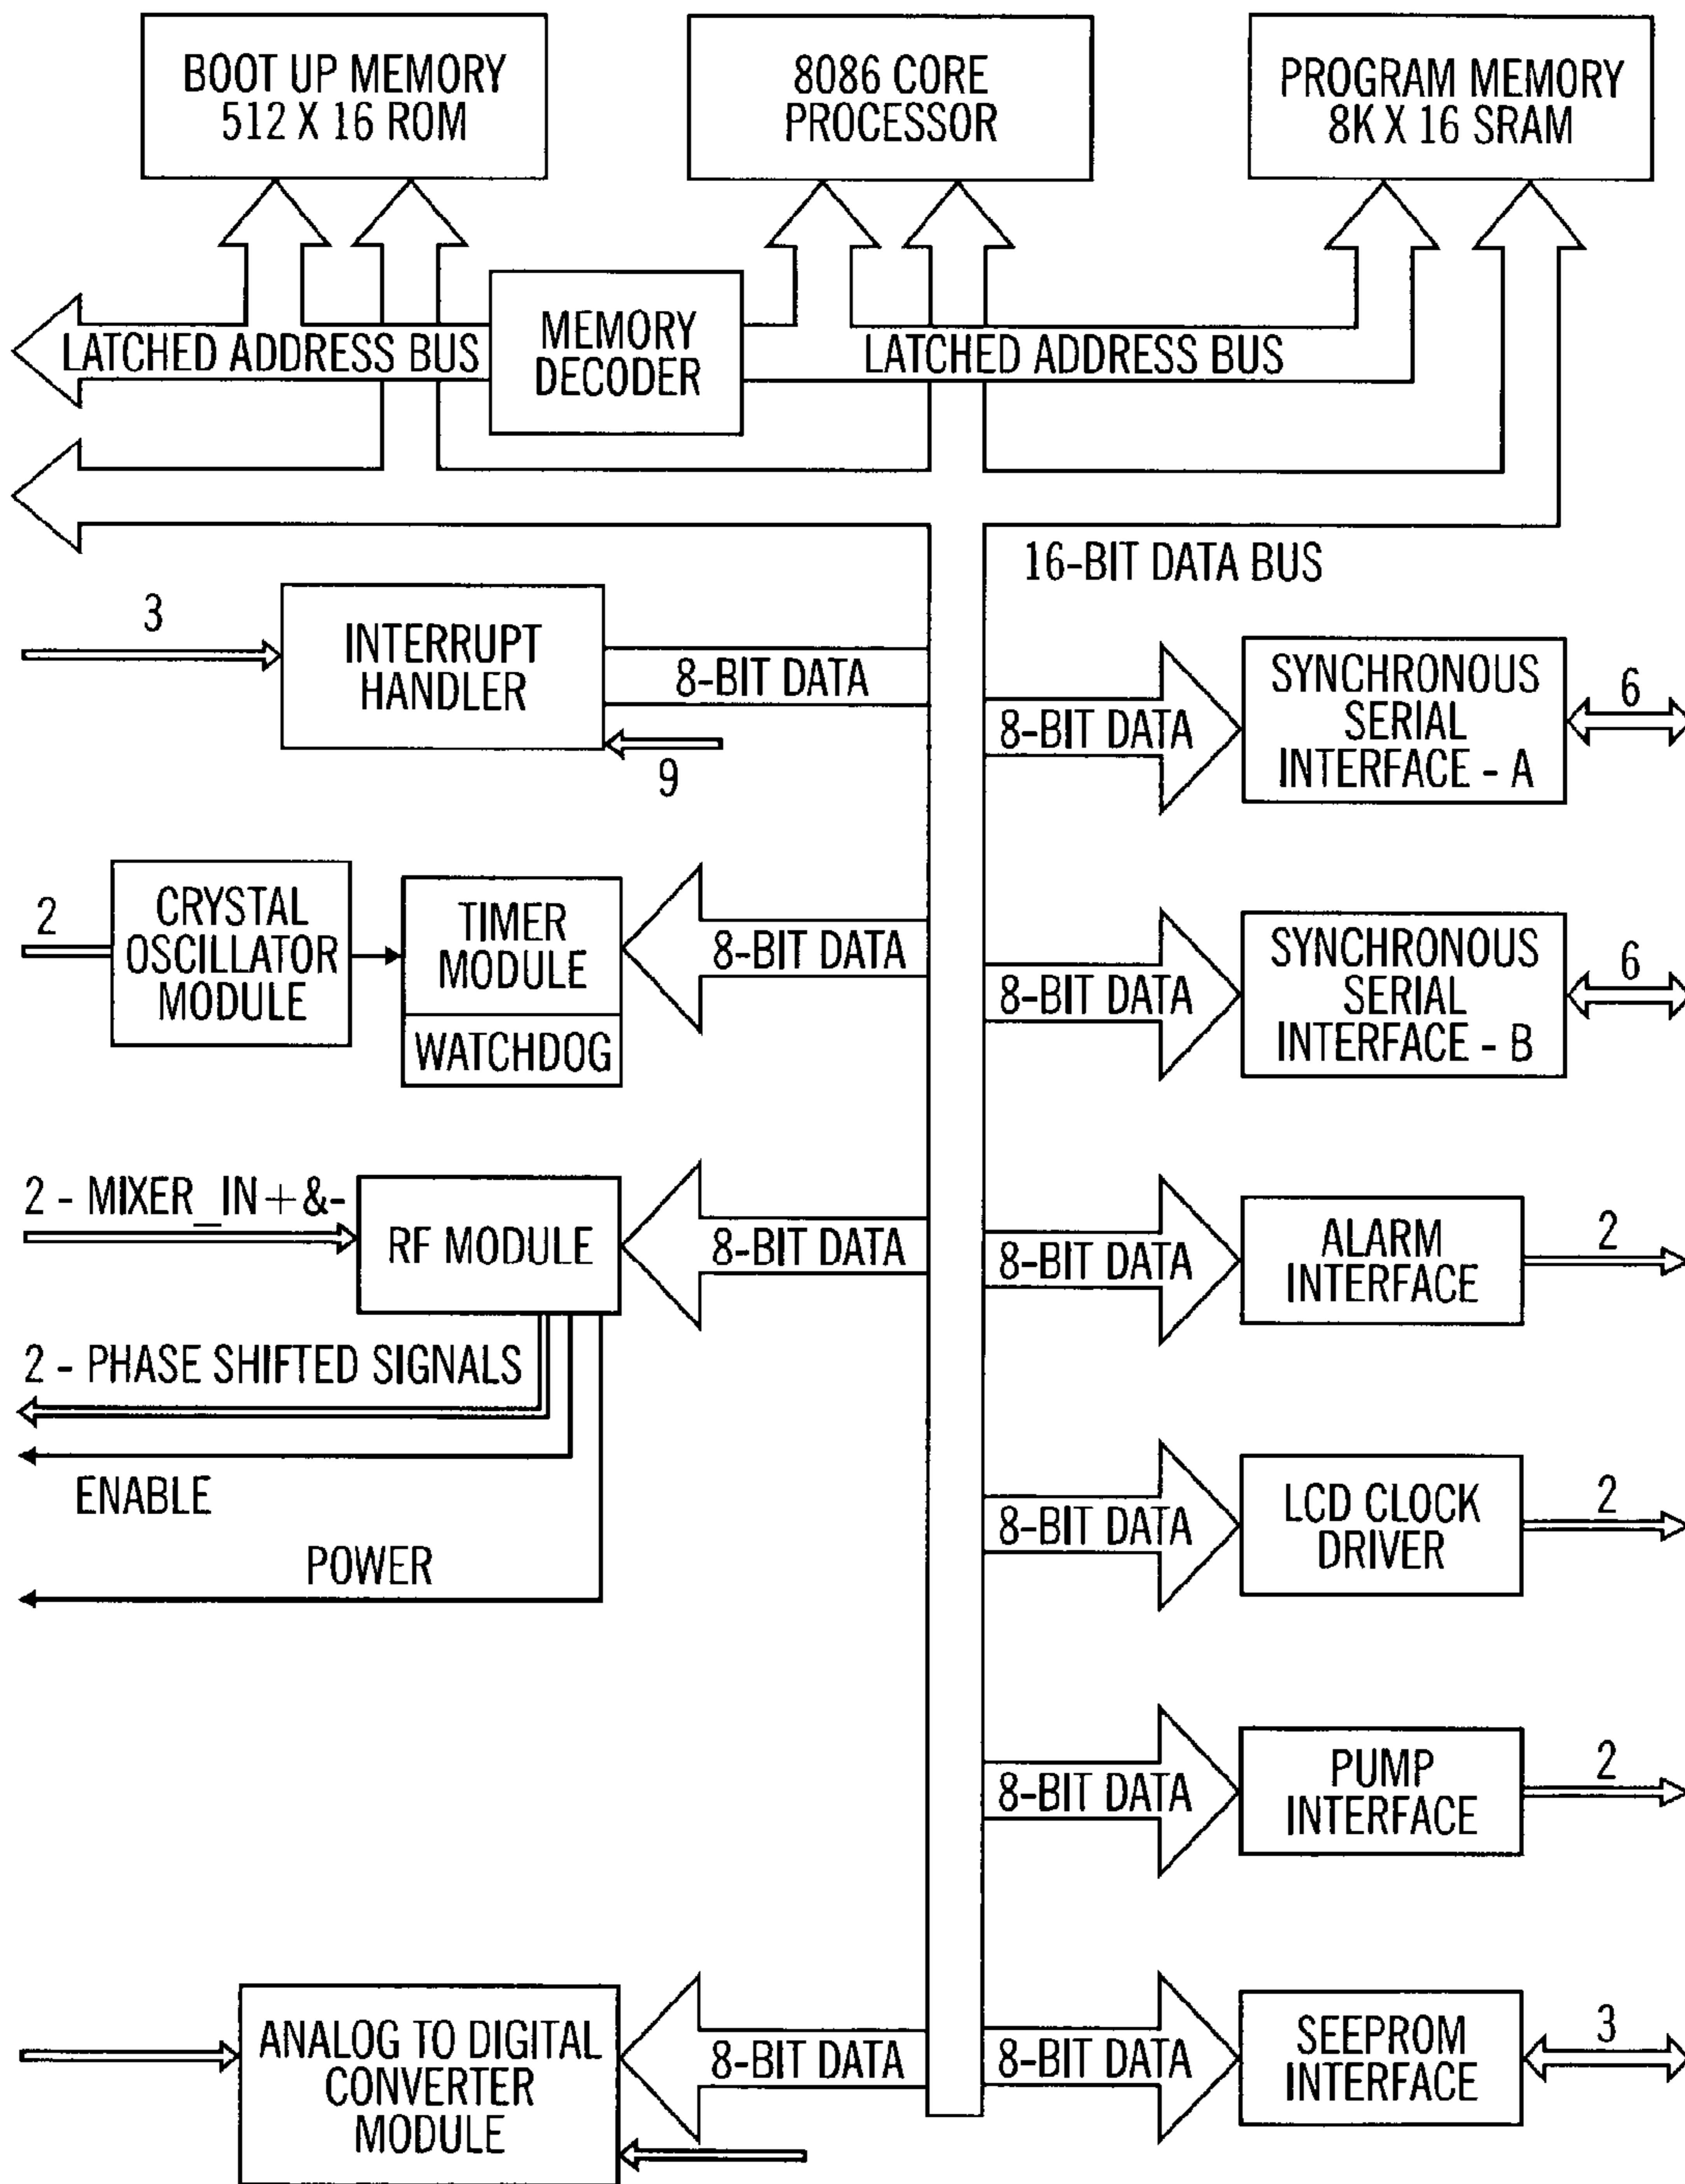 BOOT UP MEMORY
512 X 16 ROM
8086 CORE
PROCESSOR
PROGRAM MEMORY
8K X 16 SRAM
LATCHED ADDRESS BUS
MEMORY
DECODER
LATCHED ADDRESS BUS
16-BIT DATA BUS
3
INTERRUPT
HANDLER
8-BIT DATA
9
8-BIT DATA
SYNCHRONOUS
SERIAL
INTERFACE - A
6
2
CRYSTAL
OSCILLATOR
MODULE
TIMER
MODULE
WATCHDOG
8-BIT DATA
8-BIT DATA
SYNCHRONOUS
SERIAL
INTERFACE - B
6
2 - MIXER_IN+&-
RF MODULE
8-BIT DATA
8-BIT DATA
ALARM
INTERFACE
2
2 - PHASE SHIFTED SIGNALS
ENABLE
POWER
8-BIT DATA
LCD CLOCK
DRIVER
2
8-BIT DATA
PUMP
INTERFACE
2
ANALOG TO DIGITAL
CONVERTER
MODULE
8-BIT DATA
8-BIT DATA
SEEPROM
INTERFACE
3